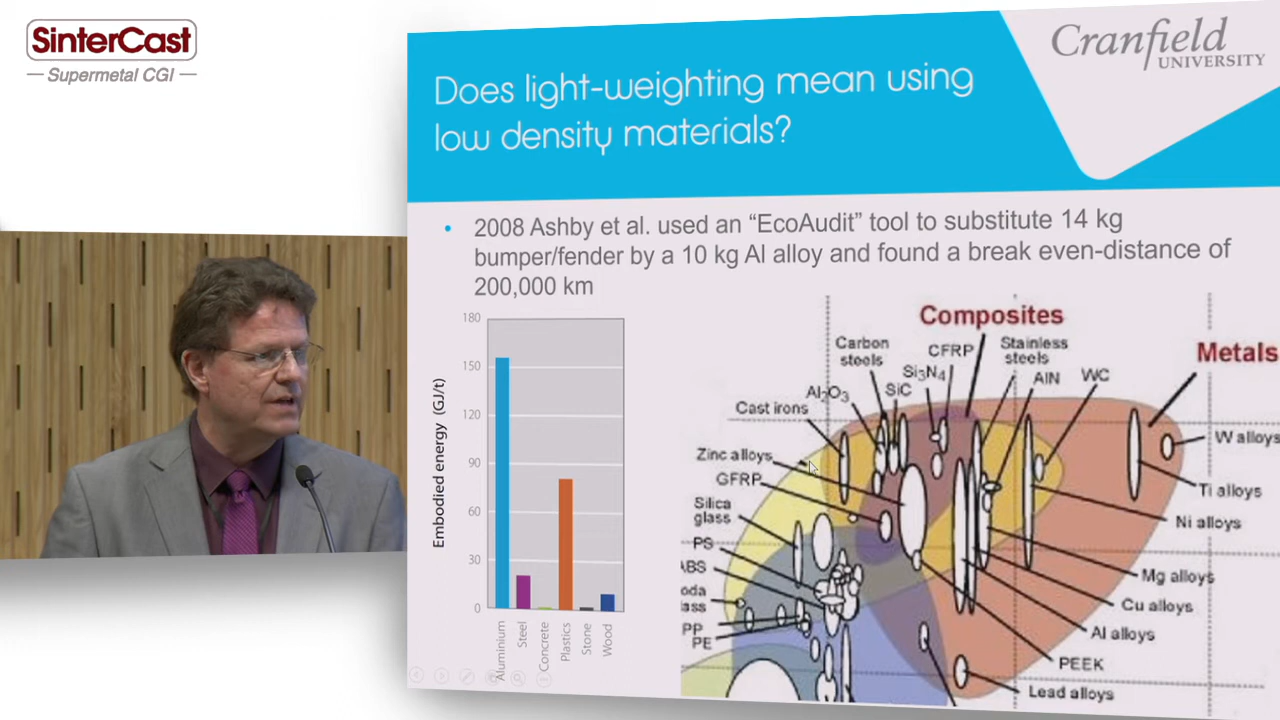 SinterCast
Supermetal CGI
Cranfield
UNIVERSITY
Does light-weighting mean using
low density materials?
• 2008 Ashby et al. used an “EcoAudit” tool to substitute 14 kg
bumper/fender by a 10 kg Al alloy and found a break even-distance of
200,000 km
Embodied energy (GJ/t)
180
150
120
90
60
30
0
Aluminium
Steel
Concrete
Plastics
Stone
Wood
Composites
Metals
Carbon
steels
CFRP
Stainless
steels
Si3N4
AlN
WC
Al2O3
SiC
Cast irons
Zinc alloys
GFRP
Silica
glass
PS
ABS
oda
ass
PP
PE
W alloys
Ti alloys
Ni alloys
Mg alloys
Cu alloys
Al alloys
PEEK
Lead alloys